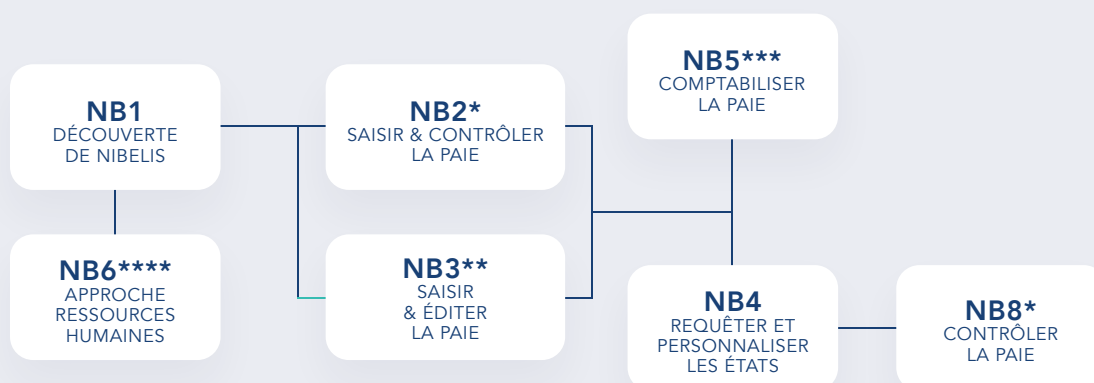 NB1
DÉCOUVERTE
DE NIBELIS
NB2*
SAISIR & CONTRÔLER
LA PAIE
NB5***
COMPTABILISER
LA PAIE
NB6****
APPROCHE
RESSOURCES
HUMAINES
NB3**
SAISIR
& ÉDITER
LA PAIE
NB4
REQUÊTER ET
PERSONNALISER
LES ÉTATS
NB8*
CONTRÔLER
LA PAIE